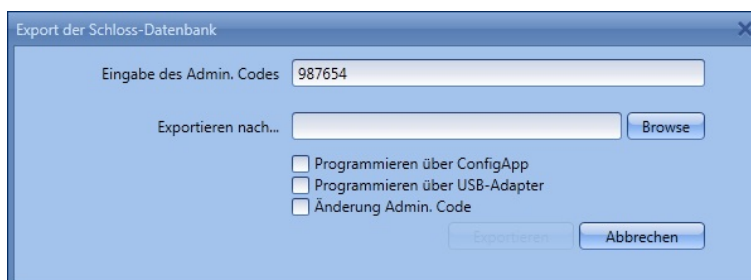 Export der Schloss-Datenbank
Eingabe des Admin. Codes 987654
Exportieren nach... Browse
Programmieren über ConfigApp
Programmieren über USB-Adapter
Änderung Admin. Code
Exportieren Abbrechen